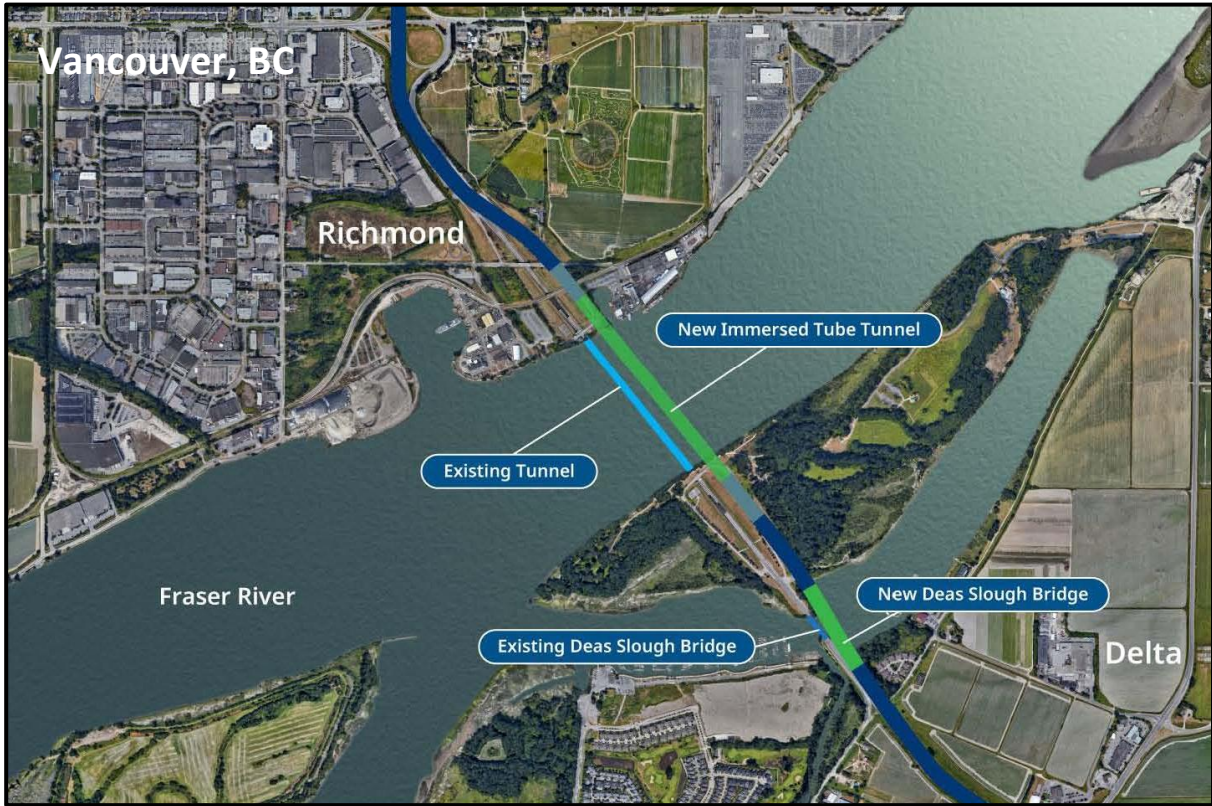 Vancouver, BC
Richmond
New Immersed Tube Tunnel
Existing Tunnel
Fraser River
New Deas Slough Bridge
Existing Deas Slough Bridge
Delta